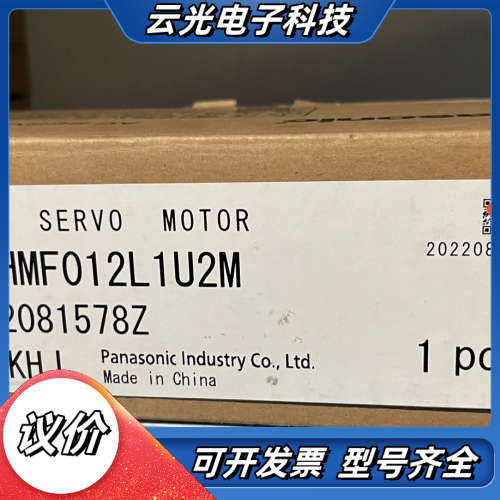 云光电子科技
SERVO MOTOR
HMF012L1U2M
202208
2081578Z
Panasonic Industry Co., Ltd.
1 pc
Made in China
议价
可开发票 型号齐全